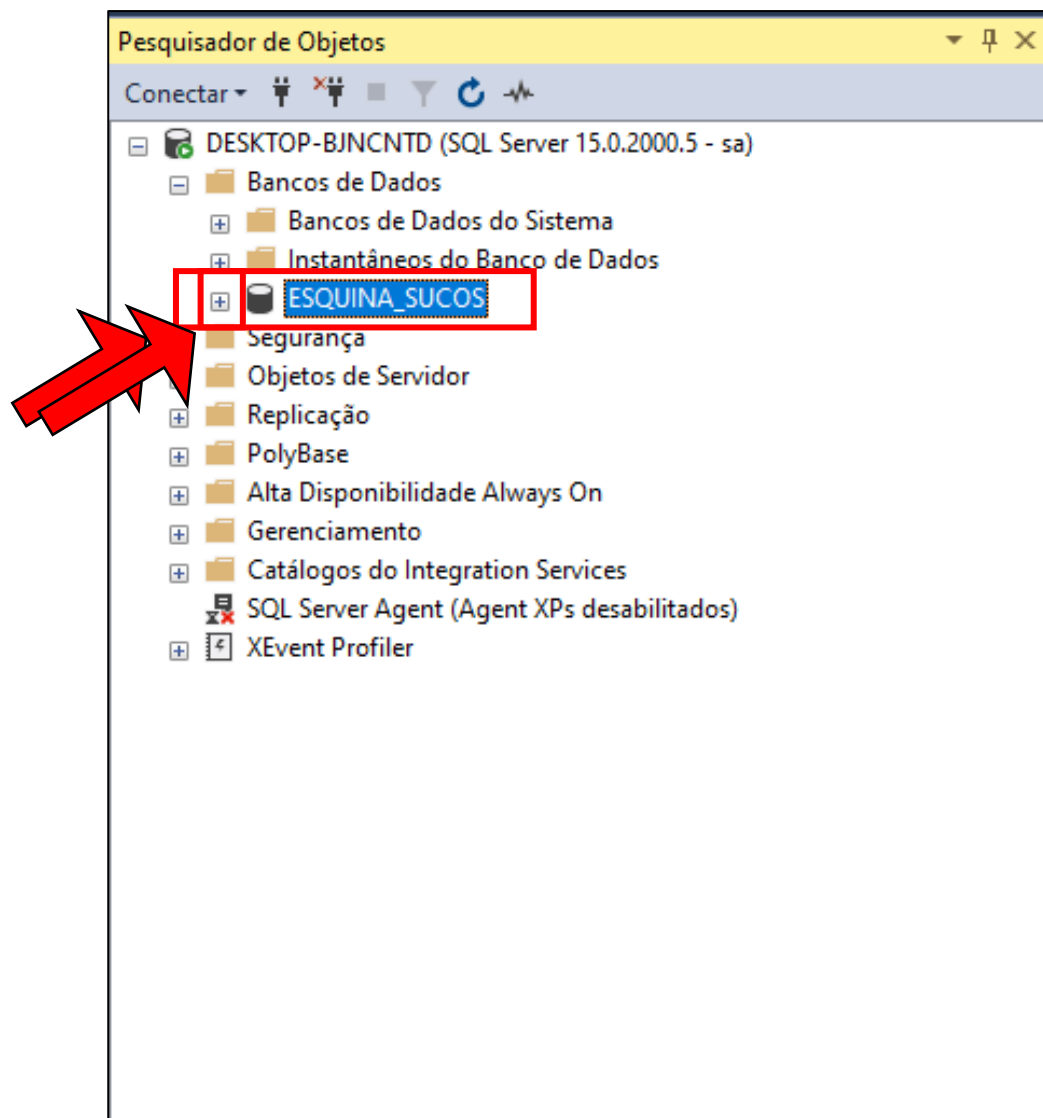 Pesquisador de Objetos
Conectar
DESKTOP-BJNCNTD (SQL Server 15.0.2000.5 - sa)
Bancos de Dados
Bancos de Dados do Sistema
Instantâneos do Banco de Dados
ESQUINA_SUCOS
Segurança
Objetos de Servidor
Replicação
PolyBase
Alta Disponibilidade Always On
Gerenciamento
Catálogos do Integration Services
SQL Server Agent (Agent XPs desabilitados)
XEvent Profiler